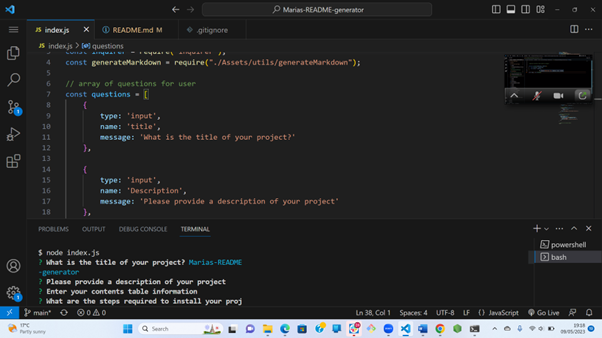 Marias-README-generator
index.js
README.md M
.gitignore
index.js > questions
3 const inquirer = require('inquirer');
4 const generateMarkdown = require("./Assets/utils/generateMarkdown");
5
6 // array of questions for user
7 const questions = [
8 {
9 type: 'input',
10 name: 'title',
11 message: 'What is the title of your project?'
12 },
13
14 {
15 type: 'input',
16 name: 'Description',
17 message: 'Please provide a description of your project'
18 },
PROBLEMS OUTPUT DEBUG CONSOLE TERMINAL
powershell
bash
$ node index.js
? What is the title of your project? Marias-README
-generator
? Please provide a description of your project
? Enter your contents table information
? What are the steps required to install your proj
main* 0 0 Ln 38, Col 1 Spaces: 4 UTF-8 LF {} JavaScript Go Live
17°C
Partly sunny
Search
19:18
09/05/2023